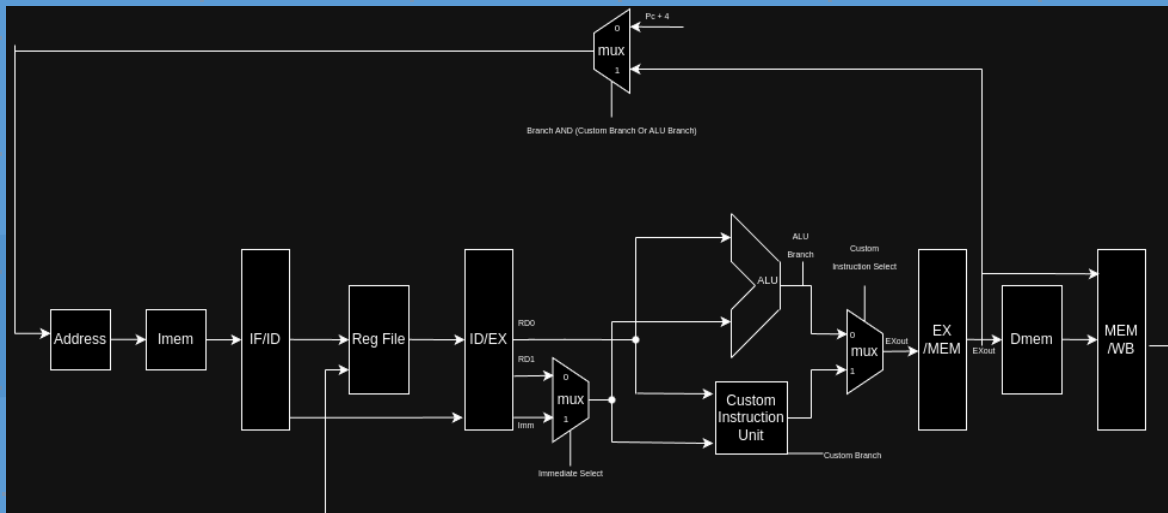 Pc + 4
0
mux
1
Branch AND (Custom Branch Or ALU Branch)
Address
Imem
IF/ID
Reg File
ID/EX
RD0
RD1
Imm
0
mux
1
Immediate Select
ALU
ALU
Branch
Custom
Instruction Select
Custom
Instruction
Unit
Custom Branch
0
mux
1
EXout
EX
/MEM
EXout
Dmem
MEM
/WB